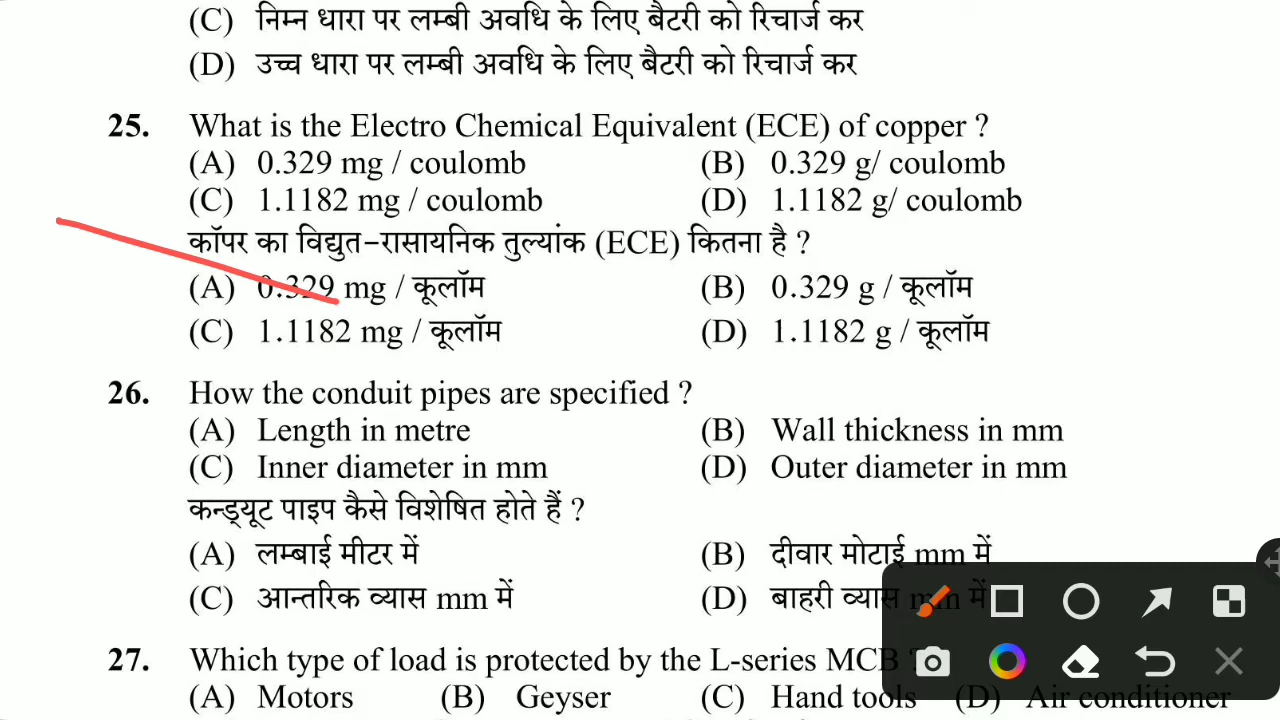 (C) निम्न धारा पर लम्बी अवधि के लिए बैटरी को रिचार्ज कर
(D) उच्च धारा पर लम्बी अवधि के लिए बैटरी को रिचार्ज कर
25. What is the Electro Chemical Equivalent (ECE) of copper ?
(A) 0.329 mg / coulomb (B) 0.329 g/ coulomb
(C) 1.1182 mg / coulomb (D) 1.1182 g/ coulomb
कॉपर का विद्युत–रासायनिक तुल्यांक (ECE) कितना है ?
(A) 0.329 mg / कूलॉम (B) 0.329 g / कूलॉम
(C) 1.1182 mg / कूलॉम (D) 1.1182 g / कूलॉम
26. How the conduit pipes are specified ?
(A) Length in metre (B) Wall thickness in mm
(C) Inner diameter in mm (D) Outer diameter in mm
कन्ड्यूट पाइप कैसे विशेषित होते हैं ?
(A) लम्बाई मीटर में (B) दीवार मोटाई mm में
(C) आन्तरिक व्यास mm में (D) बाहरी व्यास mm में
27. Which type of load is protected by the L-series MCB ?
(A) Motors (B) Geyser (C) Hand tools (D) Air conditioner